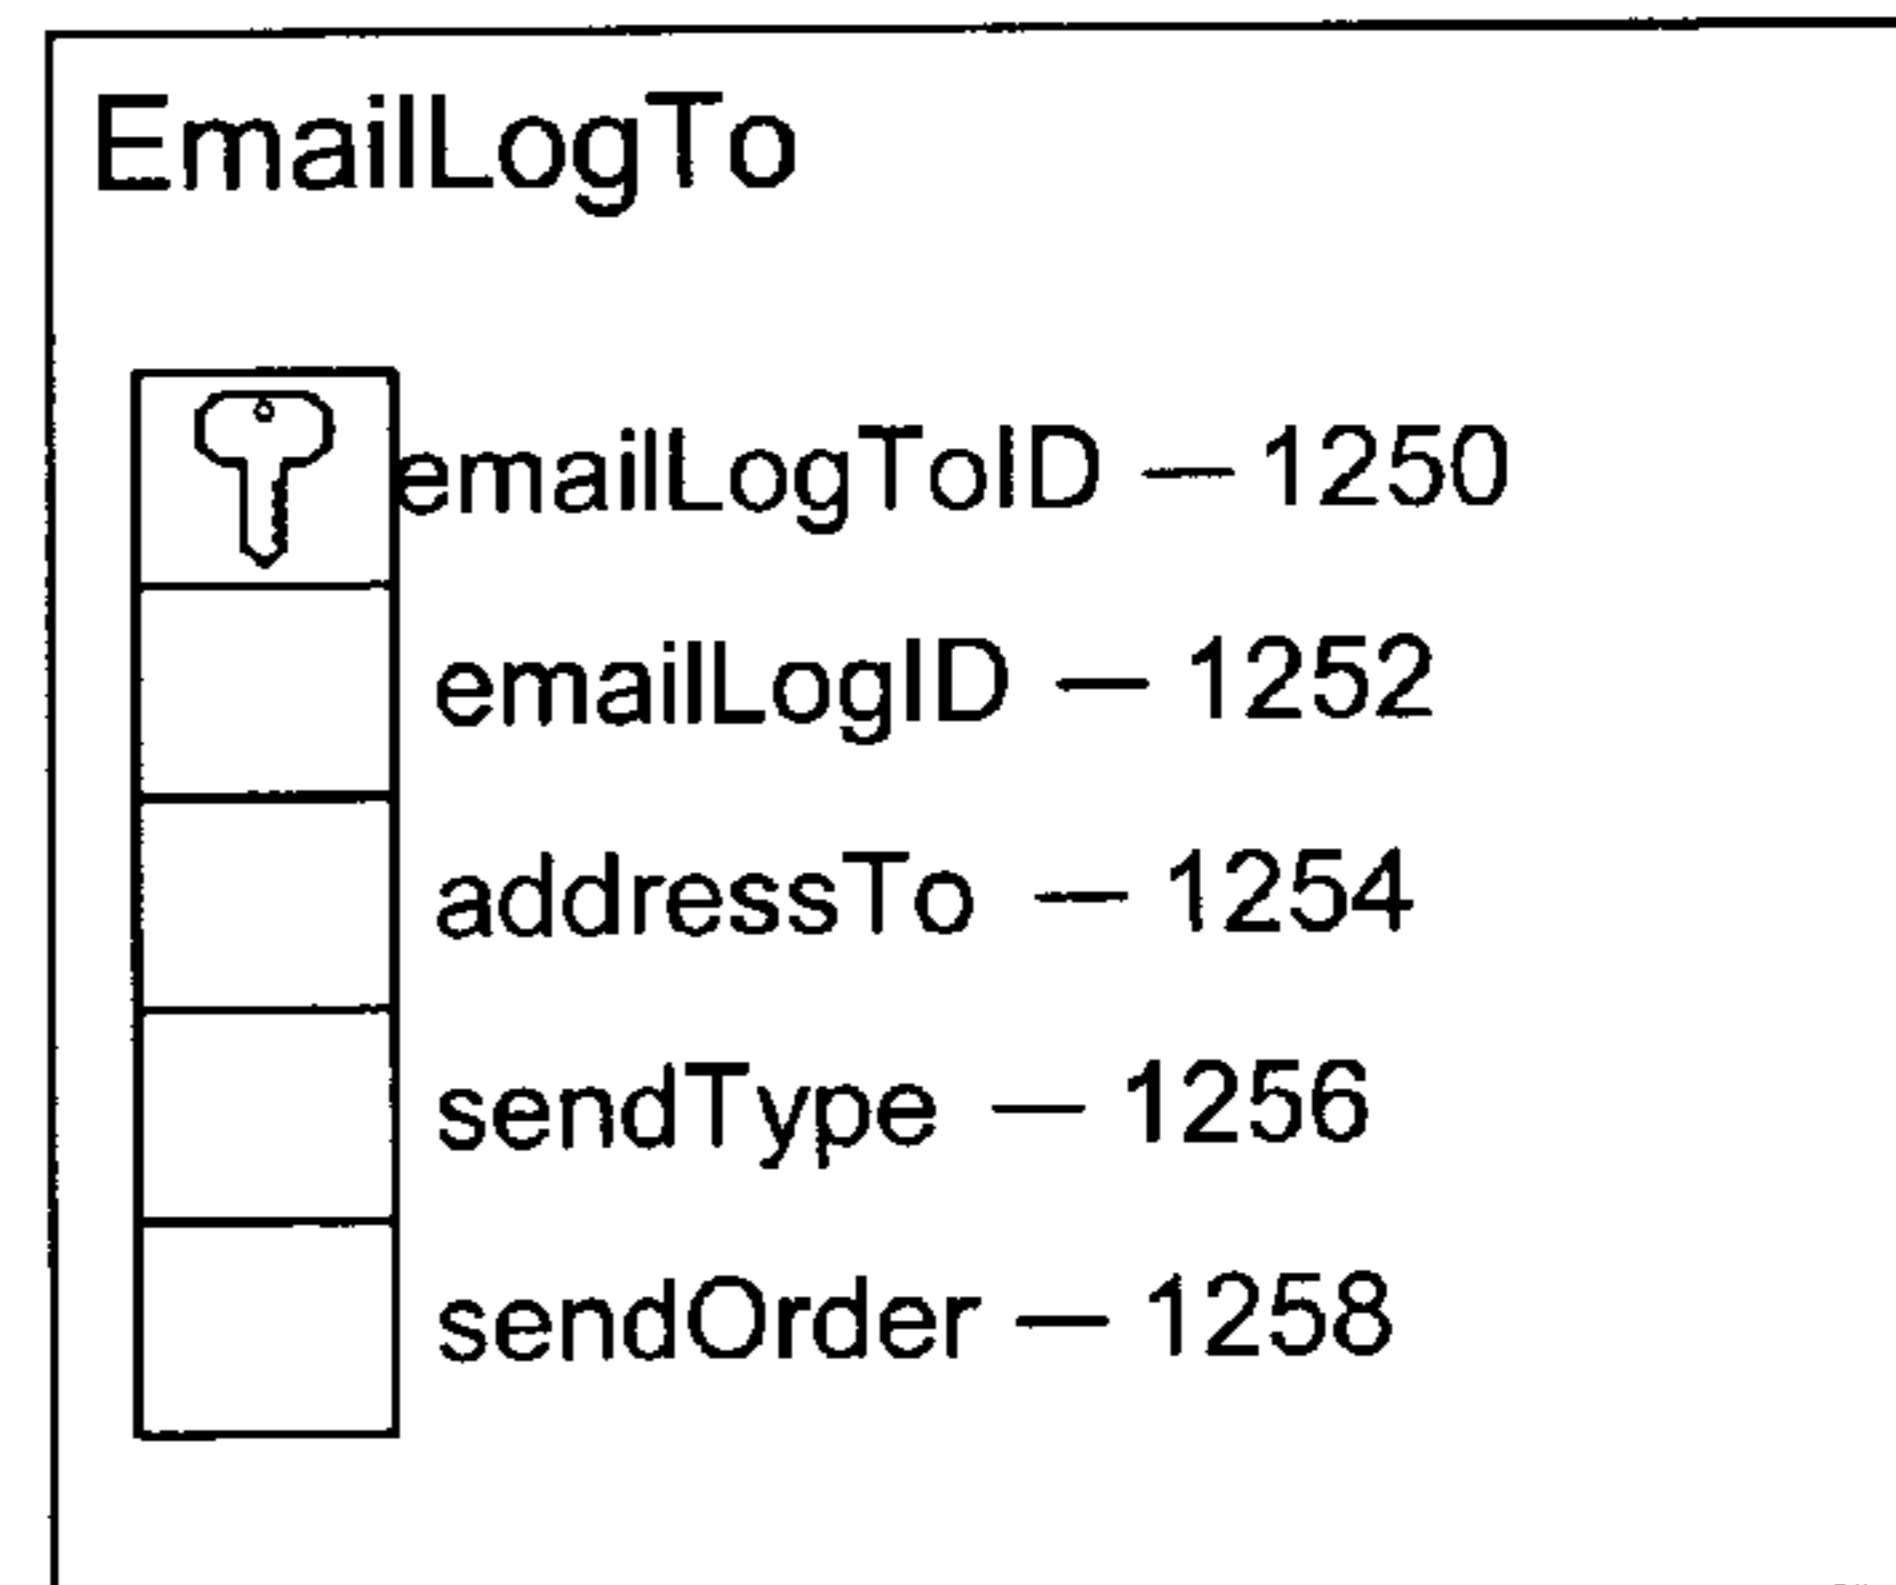 EmailLogTo
emailLogToID — 1250
emailLogID — 1252
addressTo — 1254
sendType — 1256
sendOrder — 1258